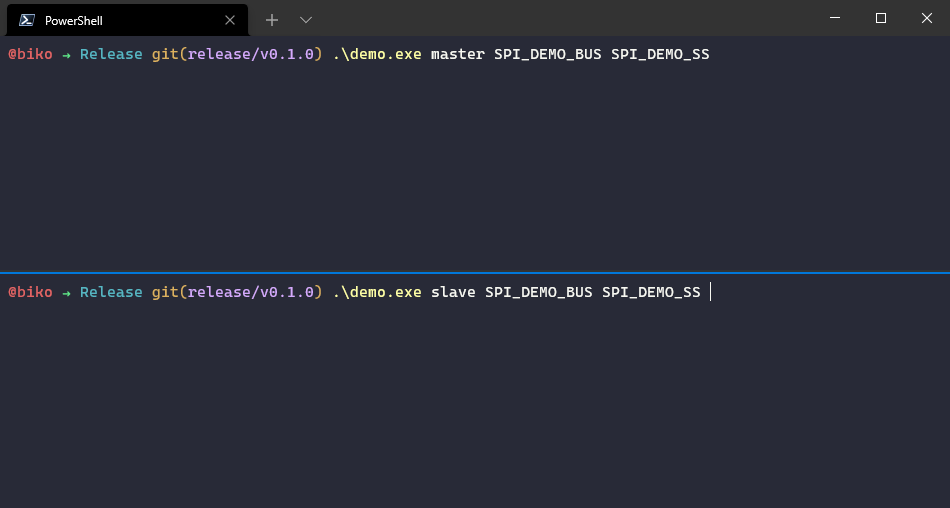 PowerShell
@biko → Release git(release/v0.1.0) .\demo.exe master SPI_DEMO_BUS SPI_DEMO_SS
@biko → Release git(release/v0.1.0) .\demo.exe slave SPI_DEMO_BUS SPI_DEMO_SS